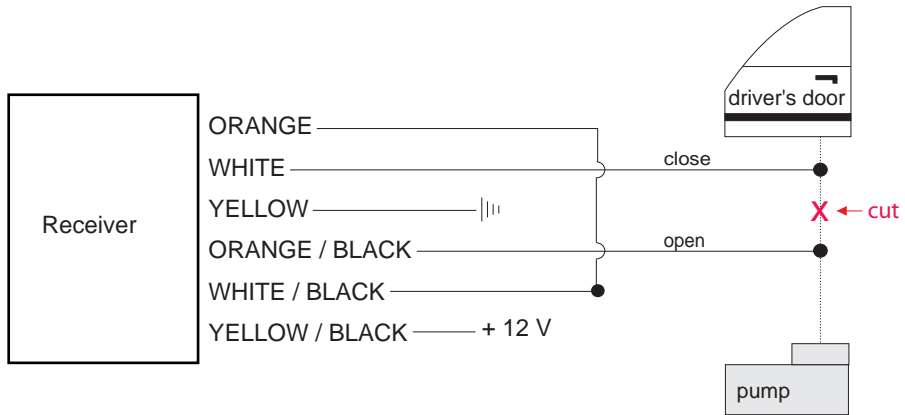 driver's door
ORANGE
WHITE
close
YELLOW
X
cut
Receiver
ORANGE / BLACK
open
WHITE / BLACK
YELLOW / BLACK
+ 12 V
pump